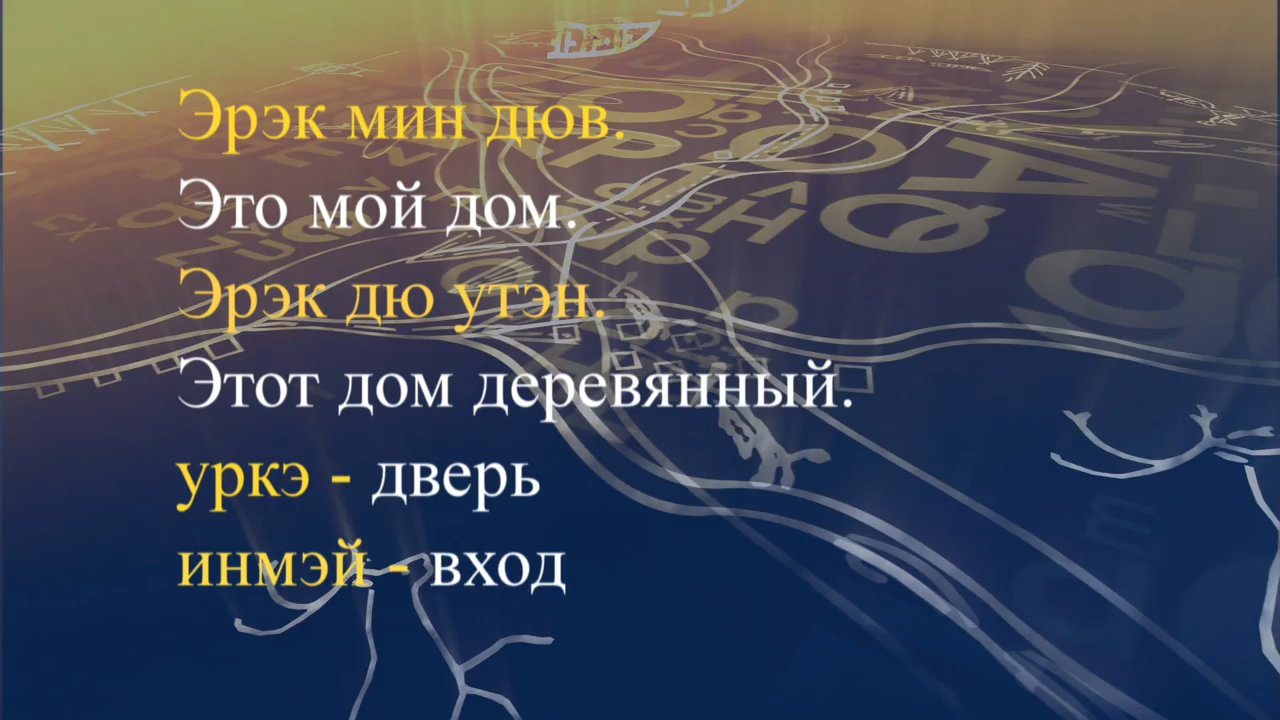 Эрэк мин дюв.
Это мой дом.
Эрэк дю утэн.
Этот дом деревянный.
уркэ - дверь
инмэй - вход